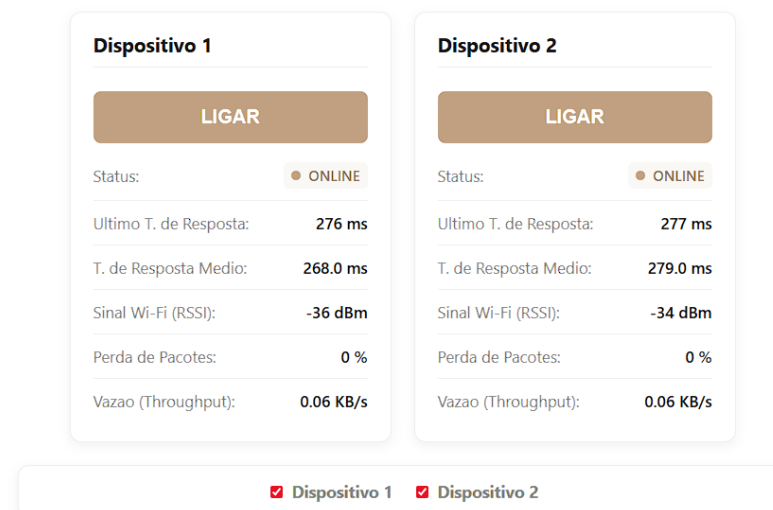 Dispositivo 1
LIGAR
Status: ONLINE
Ultimo T. de Resposta: 276 ms
T. de Resposta Medio: 268.0 ms
Sinal Wi-Fi (RSSI): -36 dBm
Perda de Pacotes: 0 %
Vazao (Throughput): 0.06 KB/s
Dispositivo 2
LIGAR
Status: ONLINE
Ultimo T. de Resposta: 277 ms
T. de Resposta Medio: 279.0 ms
Sinal Wi-Fi (RSSI): -34 dBm
Perda de Pacotes: 0 %
Vazao (Throughput): 0.06 KB/s
Dispositivo 1 Dispositivo 2